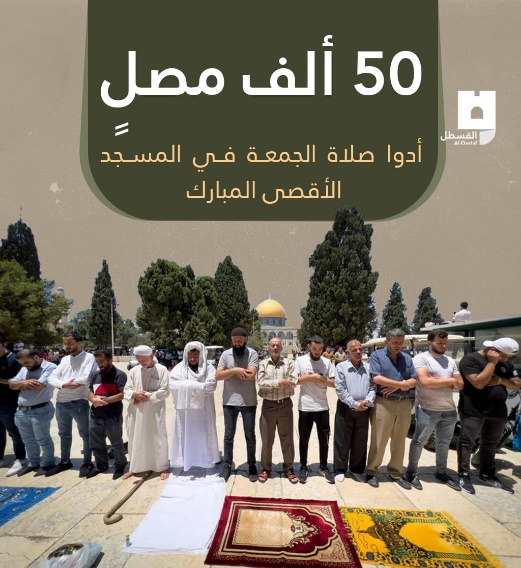 50 ألف مصلٍ
أدوا صلاة الجمعة في المسجد
الأقصى المبارك
القسطل
Al-Qastal